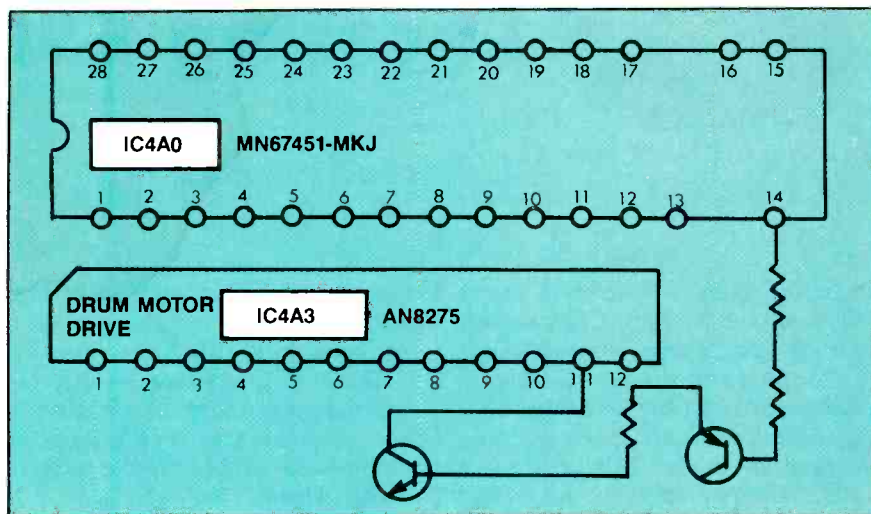 28 27 26 25 24 23 22 21 20 19 18 17 16 15
IC4A0 MN67451-MKJ
1 2 3 4 5 6 7 8 9 10 11 12 13 14
DRUM MOTOR
DRIVE
IC4A3 AN8275
1 2 3 4 5 6 7 8 9 10 11 12